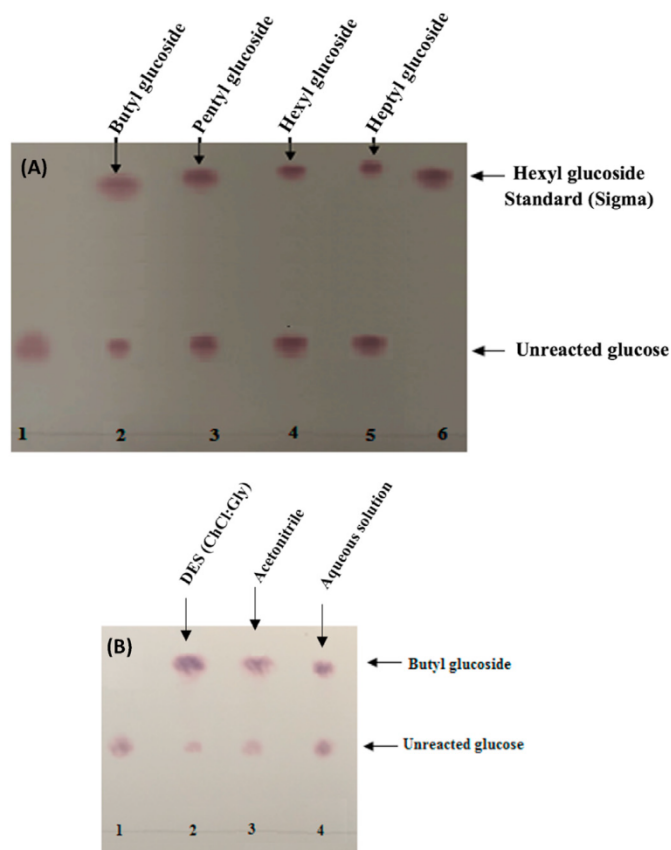 Butyl glucoside
Pentyl glucoside
Hexyl glucoside
Heptyl glucoside
(A)
Hexyl glucoside
Standard (Sigma)
Unreacted glucose
1 2 3 4 5 6
DES (ChCl:Gly)
Acetonitrile
Aqueous solution
(B)
Butyl glucoside
Unreacted glucose
1 2 3 4